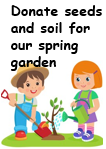 Donate seeds
and soil for
our spring
garden